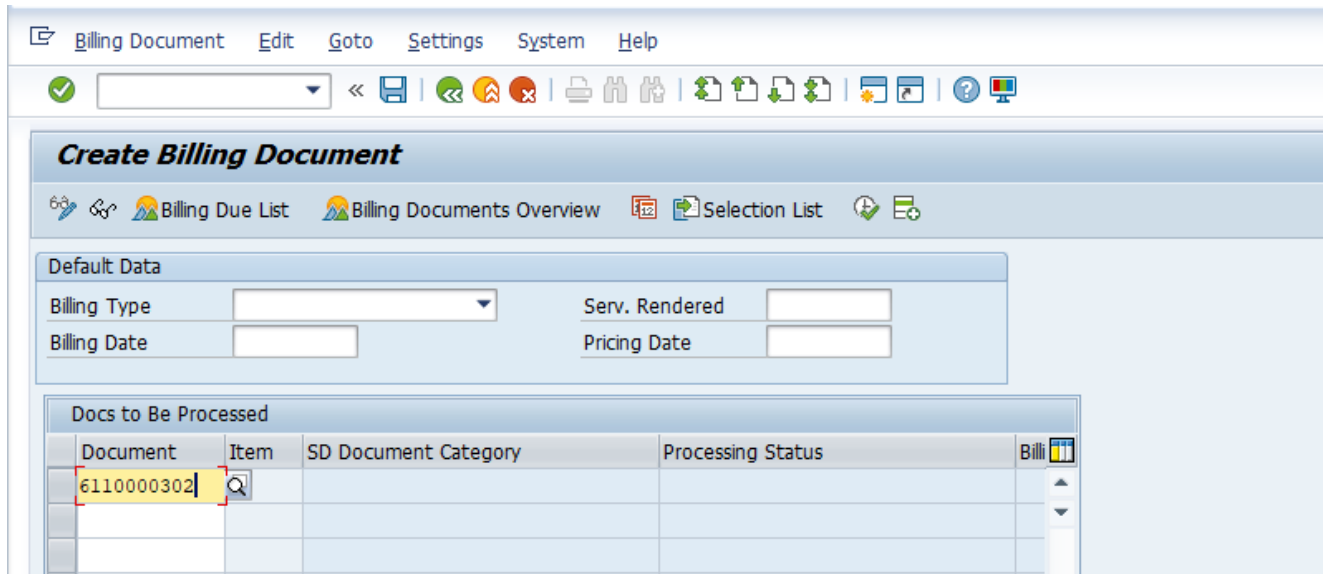 Billing Document Edit Goto Settings System Help
Create Billing Document
Billing Due List Billing Documents Overview Selection List
Default Data
Billing Type Serv. Rendered
Billing Date Pricing Date
Docs to Be Processed
Document Item SD Document Category Processing Status Billi
6110000302